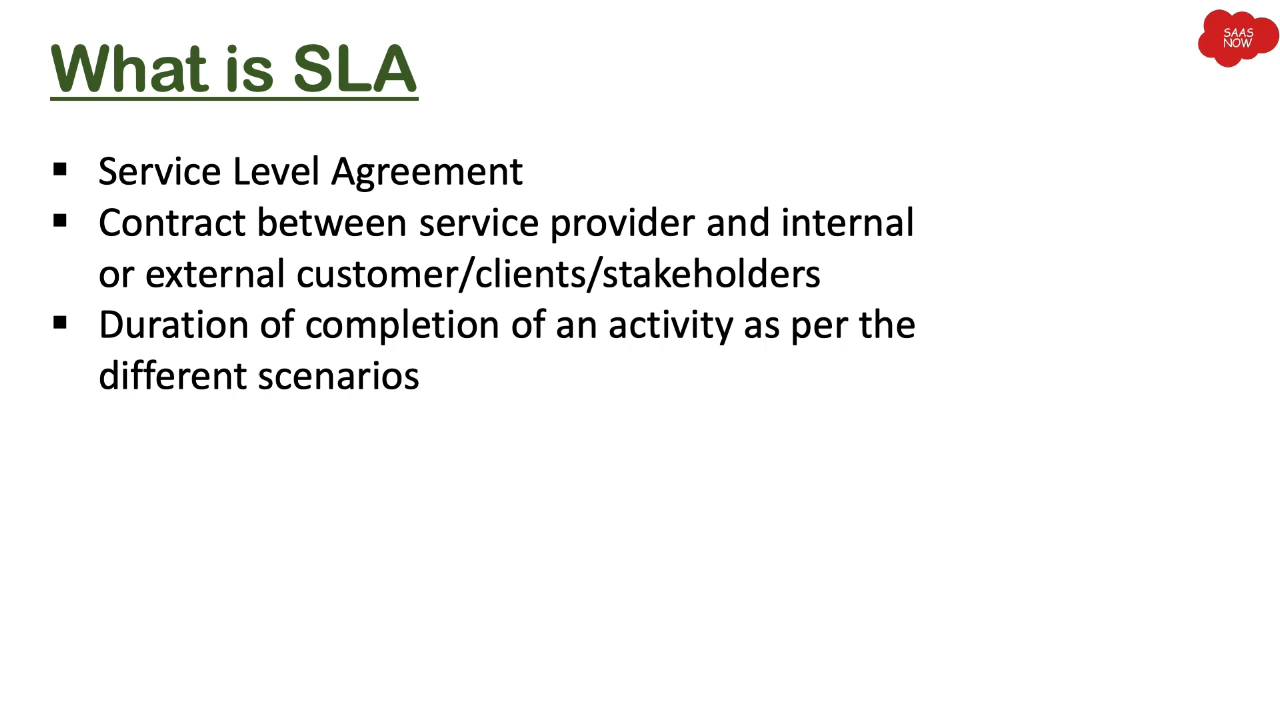 What is SLA
SAAS
NOW
▪ Service Level Agreement
▪ Contract between service provider and internal
or external customer/clients/stakeholders
▪ Duration of completion of an activity as per the
different scenarios